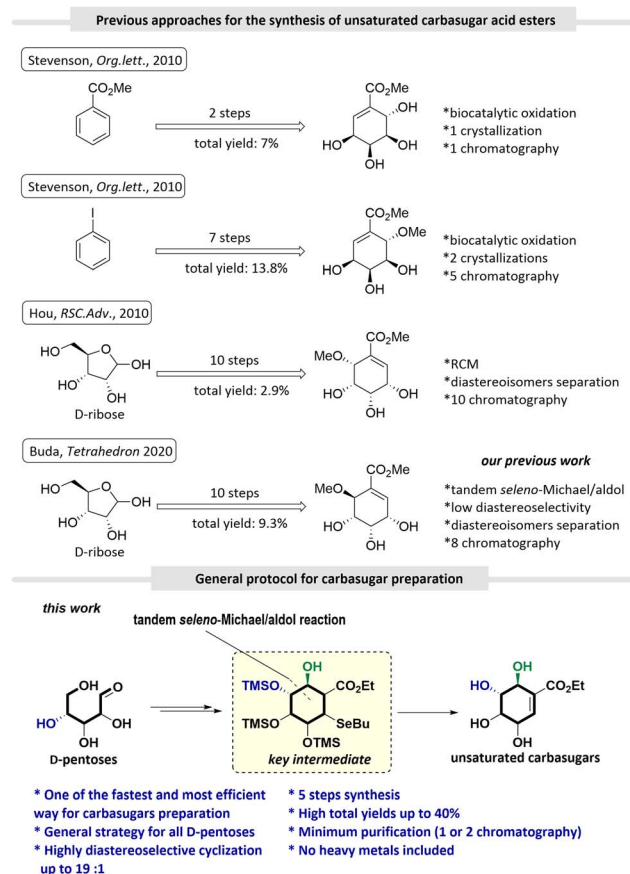 Previous approaches for the synthesis of unsaturated carbasugar acid esters
Stevenson, Org.lett., 2010
CO2Me
2 steps
total yield: 7%
CO2Me
OH
HO
OH
OH
*biocatalytic oxidation
*1 crystallization
*1 chromatography
Stevenson, Org.lett., 2010
I
7 steps
total yield: 13.8%
CO2Me
OMe
HO
OH
OH
*biocatalytic oxidation
*2 crystallizations
*5 chromatography
Hou, RSC.Adv., 2010
HO
O
OH
HO
OH
D-ribose
10 steps
total yield: 2.9%
CO2Me
MeO
HO
OH
OH
*RCM
*diastereoisomers separation
*10 chromatography
Buda, Tetrahedron 2020
HO
O
OH
HO
OH
D-ribose
10 steps
total yield: 9.3%
CO2Me
MeO
HO
OH
OH
our previous work
*tandem seleno-Michael/aldol
*low diastereoselectivity
*diastereoisomers separation
*8 chromatography
General protocol for carbasugar preparation
this work
tandem seleno-Michael/aldol reaction
OH
O
HO
OH
OH
D-pentoses
OH
TMSO
CO2Et
TMSO
SeBu
OTMS
key intermediate
OH
HO
CO2Et
HO
OH
unsaturated carbasugars
* One of the fastest and most efficient
way for carbasugars preparation
* General strategy for all D-pentoses
* Highly diastereoselective cyclization
up to 19 :1
* 5 steps synthesis
* High total yields up to 40%
* Minimum purification (1 or 2 chromatography)
* No heavy metals included